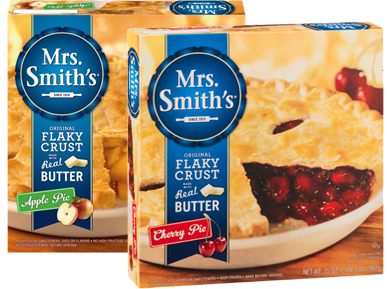 Mrs.
Smith's
SINCE 1919
ORIGINAL
FLAKY
CRUST
MADE WITH
Real
BUTTER
Apple Pie
Mrs.
Smith's
SINCE 1919
ORIGINAL
FLAKY
CRUST
MADE WITH
Real
BUTTER
Cherry Pie